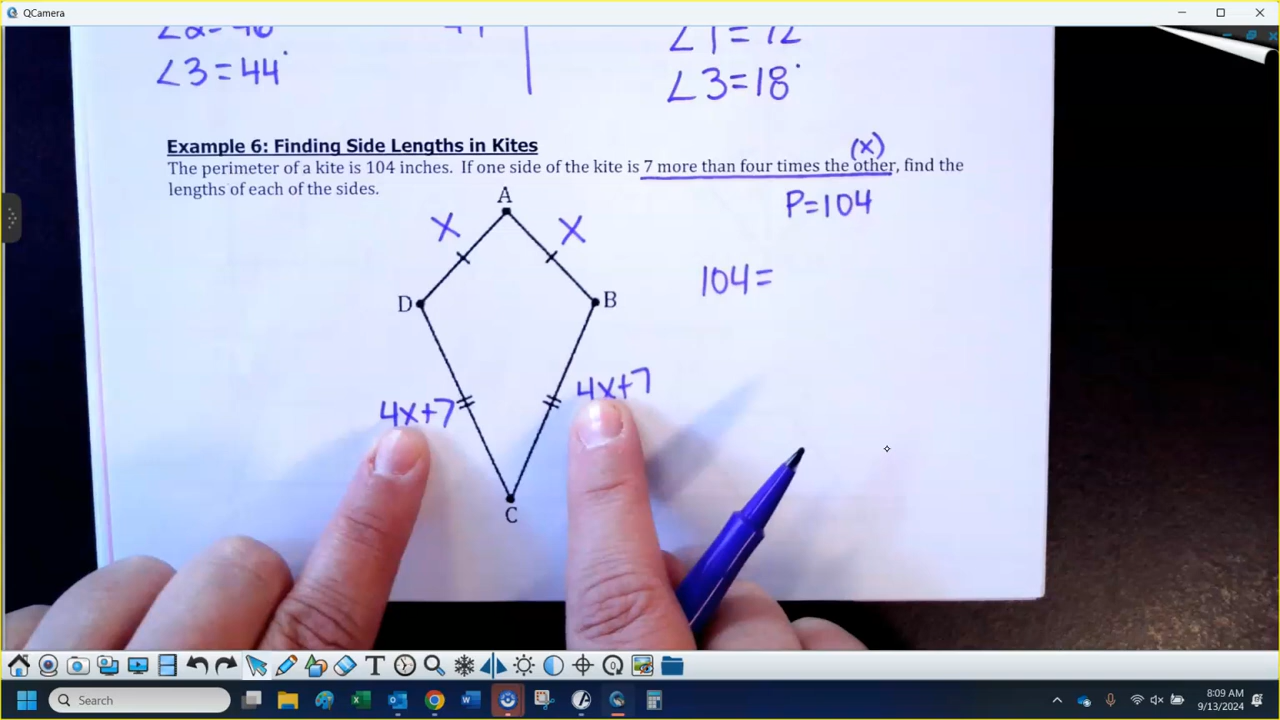 QCamera
∠3=44°
∠1=72
∠3=18°
Example 6: Finding Side Lengths in Kites
(x)
The perimeter of a kite is 104 inches. If one side of the kite is 7 more than four times the other, find the
lengths of each of the sides.
P=104
A
X
X
104=
D
B
4x+7
4x+7
C
Search
8:09 AM
9/13/2024